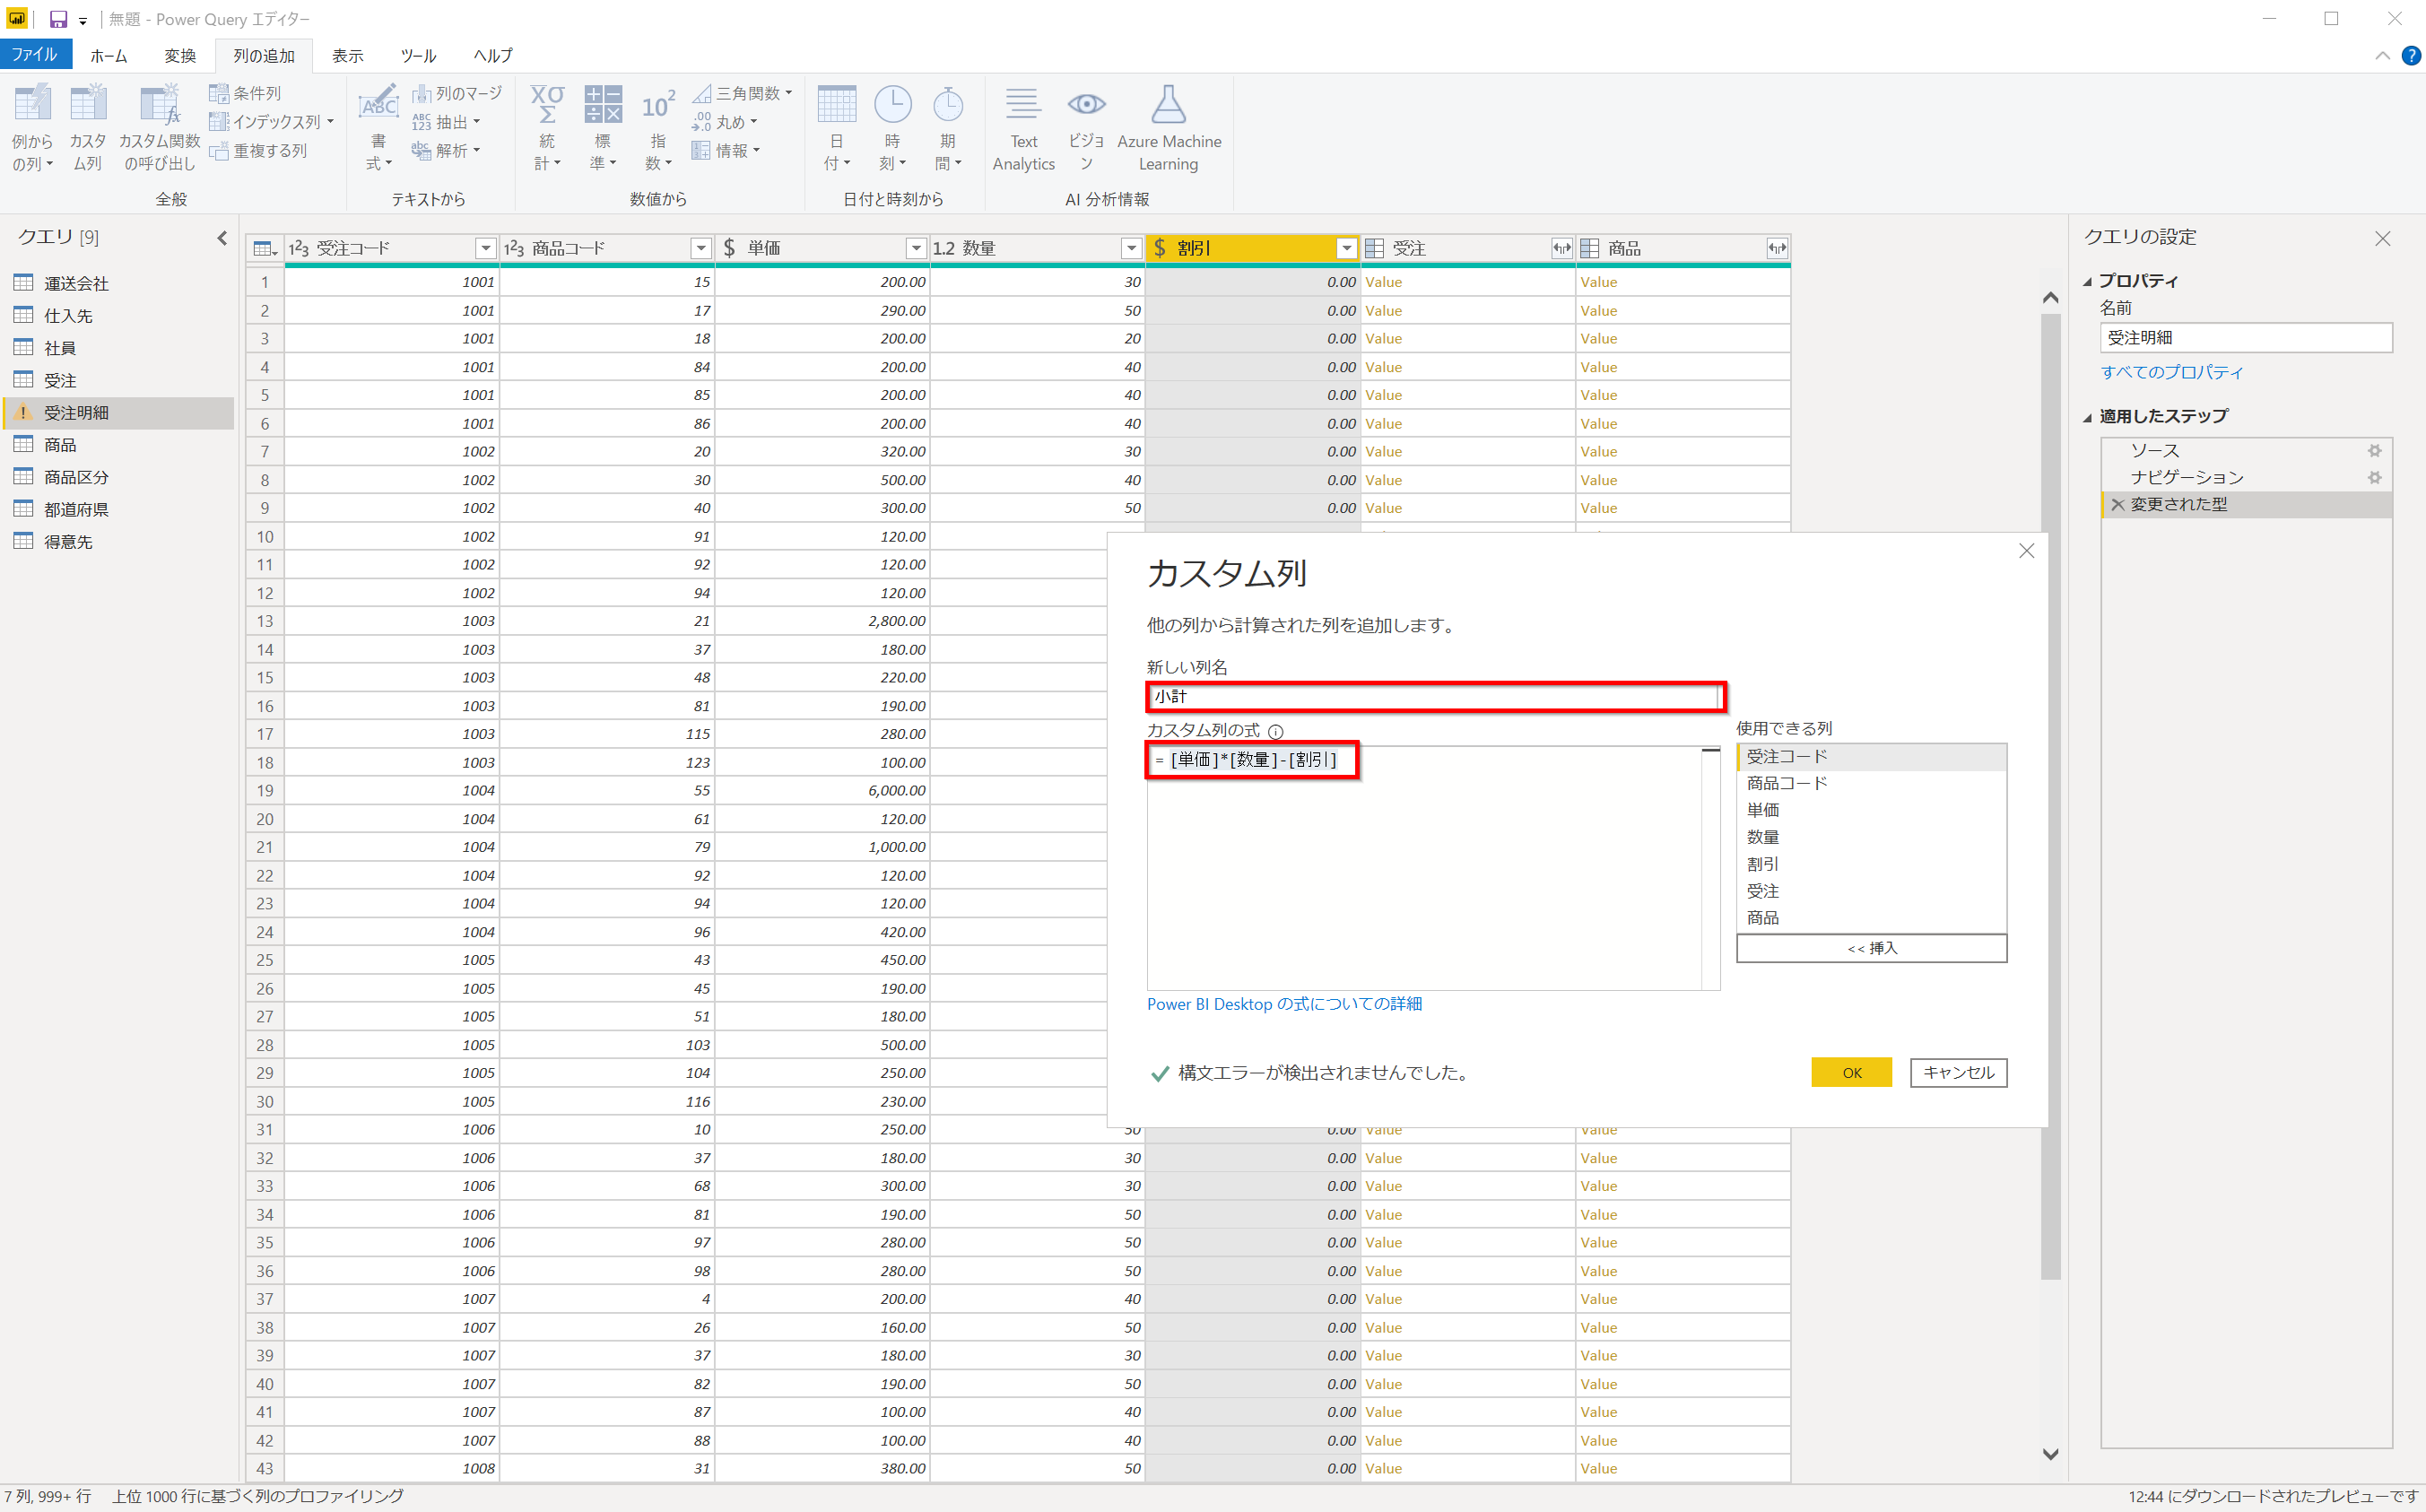 無題 - Power Query エディター
ファイル ホーム 変換 列の追加 表示 ツール ヘルプ
例から の列 カスタ ム列 カスタム関数 の呼び出し 条件列 インデックス列 重複する列 全般
ABC 書 式 列のマージ ABC 123 抽出 abc 解析 テキストから
Χσ Σ 統 計 標 準 10² 指 数 三角関数 .00 .0 丸め 情報 数値から
日 付 時 刻 期 間 日付と時刻から
Text Analytics ビジョ ン Azure Machine Learning AI 分析情報
クエリ [9]
運送会社
仕入先
社員
受注
受注明細
商品
商品区分
都道府県
得意先
1²3 受注コード 1²3 商品コード $ 単価 1.2 数量 $ 割引 受注 商品
1 1001 15 200.00 30 0.00 Value Value
2 1001 17 290.00 50 0.00 Value Value
3 1001 18 200.00 20 0.00 Value Value
4 1001 84 200.00 40 0.00 Value Value
5 1001 85 200.00 40 0.00 Value Value
6 1001 86 200.00 40 0.00 Value Value
7 1002 20 320.00 30 0.00 Value Value
8 1002 30 500.00 40 0.00 Value Value
9 1002 40 300.00 50 0.00 Value Value
10 1002 91 120.00
11 1002 92 120.00
12 1002 94 120.00
13 1003 21 2,800.00
14 1003 37 180.00
15 1003 48 220.00
16 1003 81 190.00
17 1003 115 280.00
18 1003 123 100.00
19 1004 55 6,000.00
20 1004 61 120.00
21 1004 79 1,000.00
22 1004 92 120.00
23 1004 94 120.00
24 1004 96 420.00
25 1005 43 450.00
26 1005 45 190.00
27 1005 51 180.00
28 1005 103 500.00
29 1005 104 250.00
30 1005 116 230.00
31 1006 10 250.00 50 0.00 Value Value
32 1006 37 180.00 30 0.00 Value Value
33 1006 68 300.00 30 0.00 Value Value
34 1006 81 190.00 50 0.00 Value Value
35 1006 97 280.00 50 0.00 Value Value
36 1006 98 280.00 50 0.00 Value Value
37 1007 4 200.00 40 0.00 Value Value
38 1007 26 160.00 50 0.00 Value Value
39 1007 37 180.00 30 0.00 Value Value
40 1007 82 190.00 50 0.00 Value Value
41 1007 87 100.00 40 0.00 Value Value
42 1007 88 100.00 40 0.00 Value Value
43 1008 31 380.00 50 0.00 Value Value
カスタム列
他の列から計算された列を追加します。
新しい列名
小計
カスタム列の式
= [単価]*[数量]-[割引]
使用できる列
受注コード
商品コード
単価
数量
割引
受注
商品
<< 挿入
Power BI Desktop の式についての詳細
構文エラーが検出されませんでした。
OK キャンセル
クエリの設定
プロパティ
名前
受注明細
すべてのプロパティ
適用したステップ
ソース
ナビゲーション
変更された型
7 列, 999+ 行 上位 1000 行に基づく列のプロファイリング
12:44 にダウンロードされたプレビューです